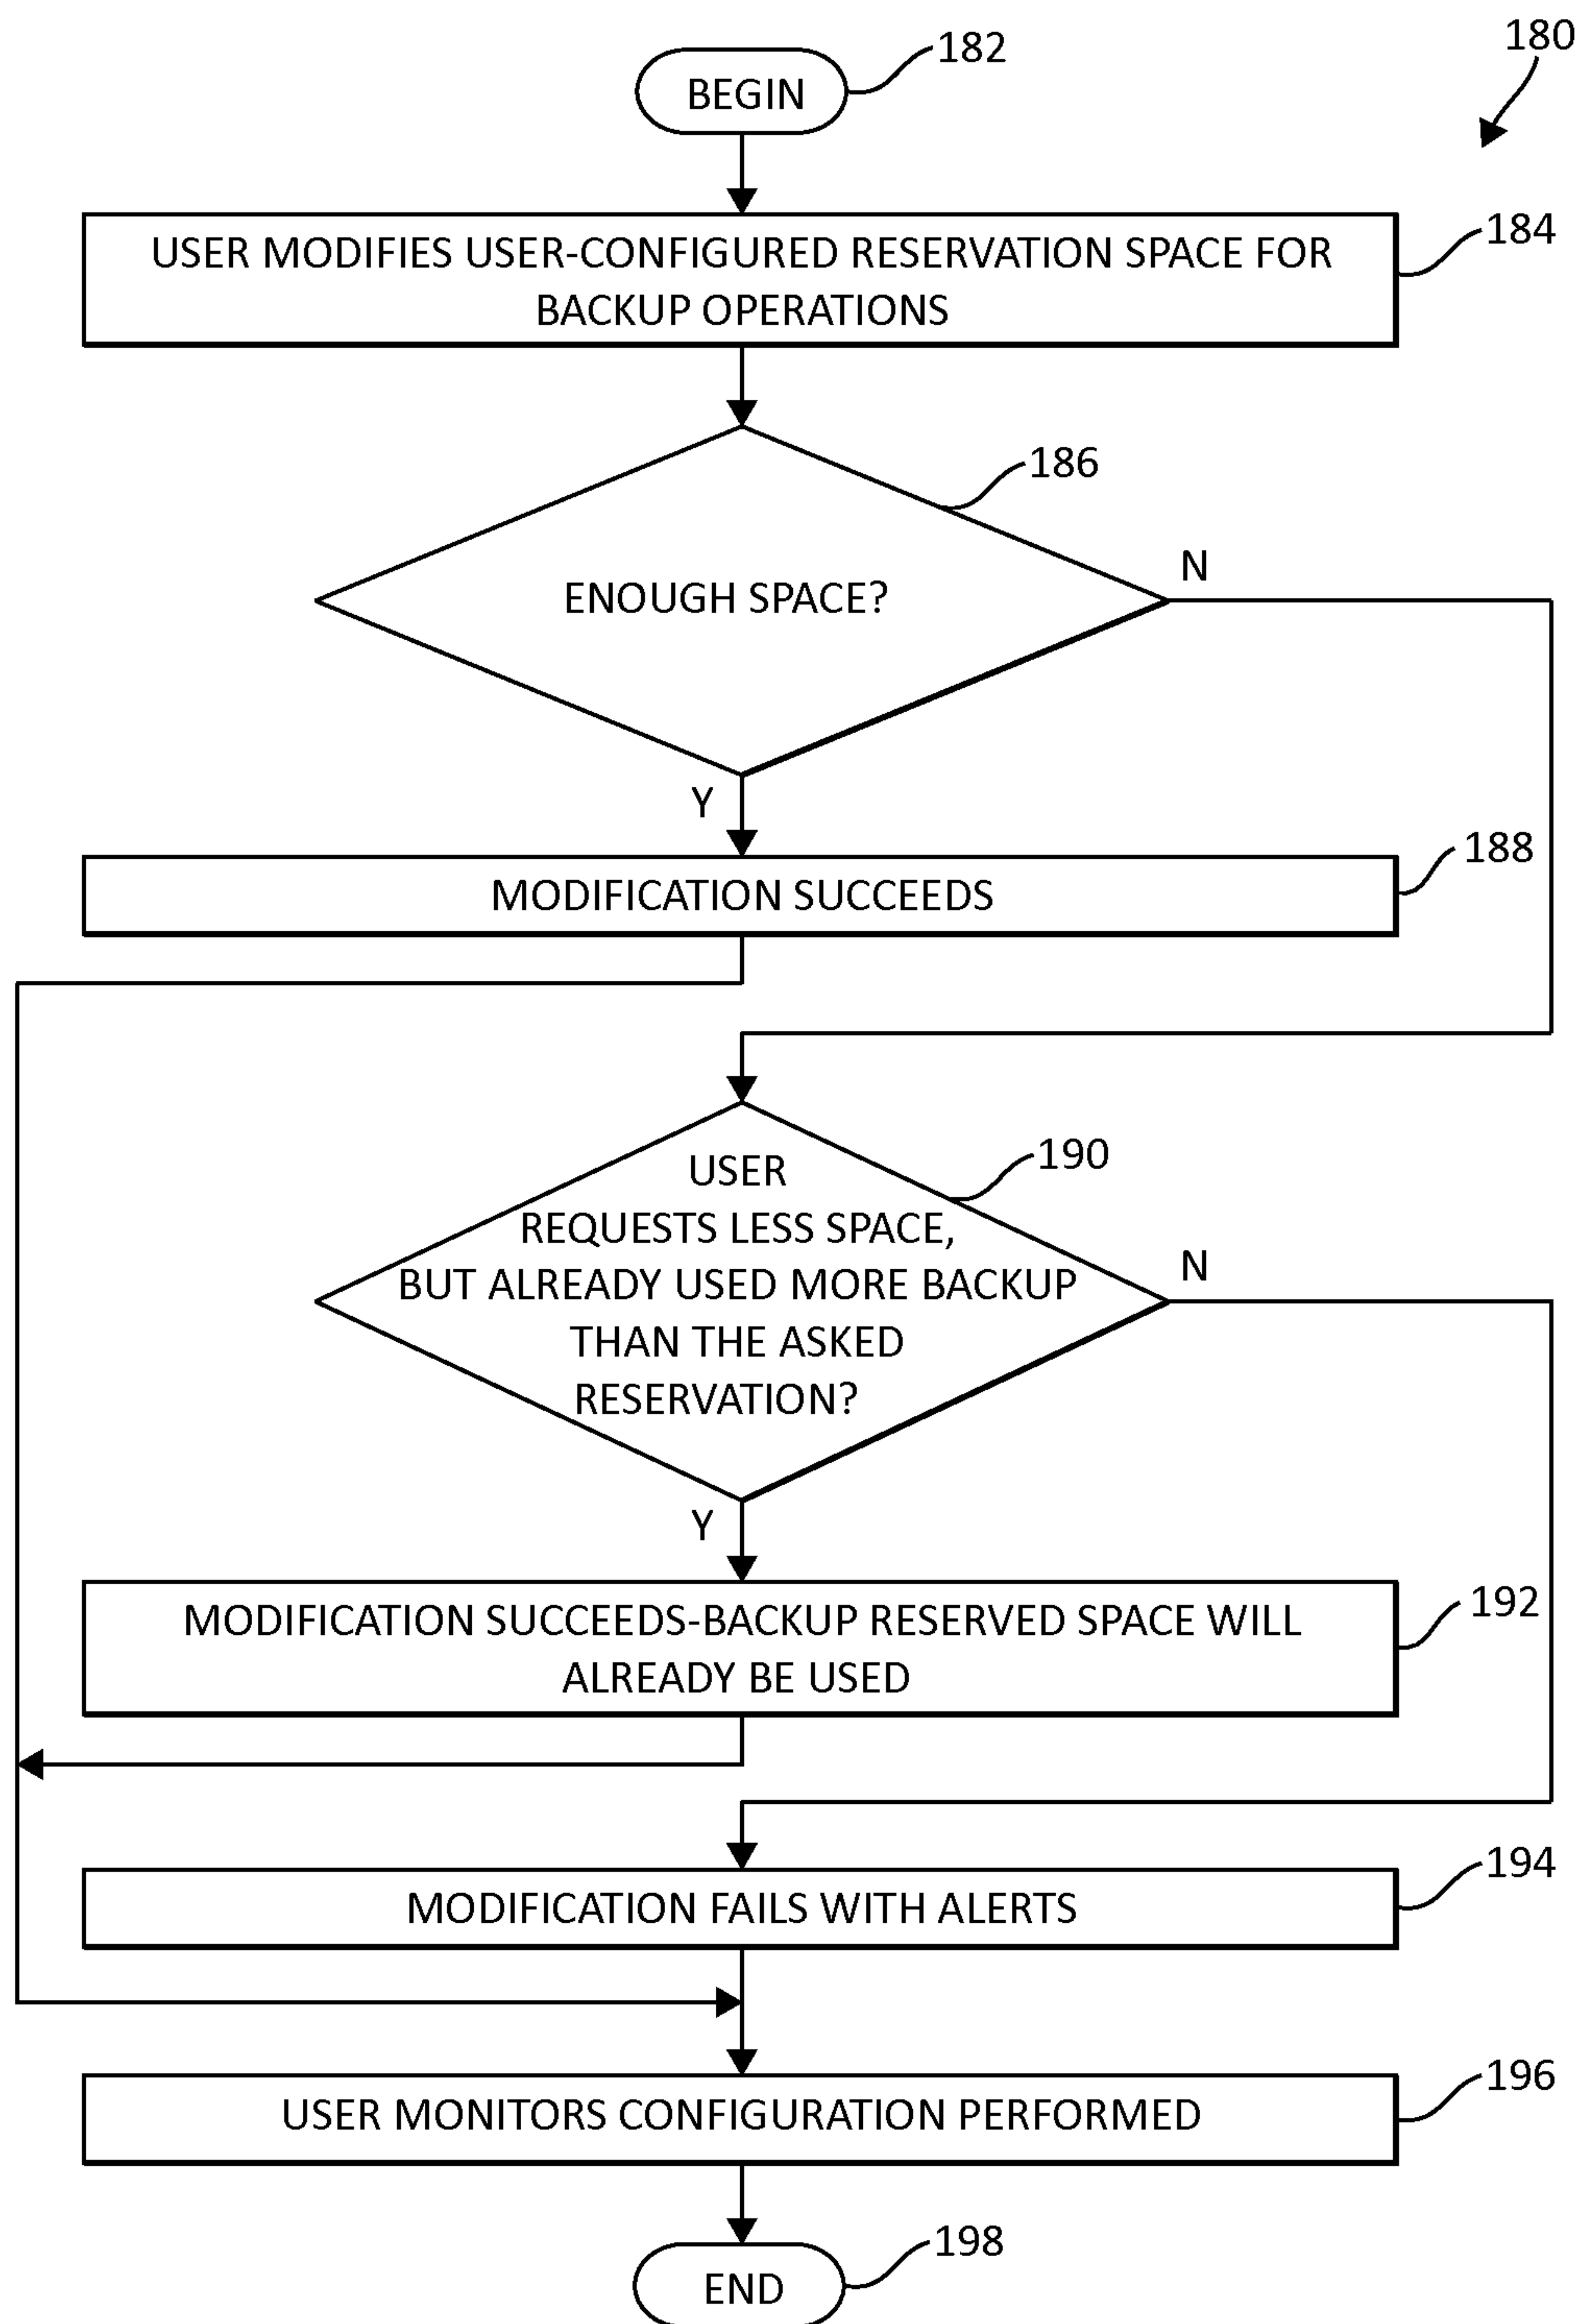 180
182
BEGIN
184
USER MODIFIES USER-CONFIGURED RESERVATION SPACE FOR
BACKUP OPERATIONS
186
ENOUGH SPACE?
N
Y
188
MODIFICATION SUCCEEDS
190
USER
REQUESTS LESS SPACE,
BUT ALREADY USED MORE BACKUP
THAN THE ASKED
RESERVATION?
N
Y
192
MODIFICATION SUCCEEDS-BACKUP RESERVED SPACE WILL
ALREADY BE USED
194
MODIFICATION FAILS WITH ALERTS
196
USER MONITORS CONFIGURATION PERFORMED
198
END